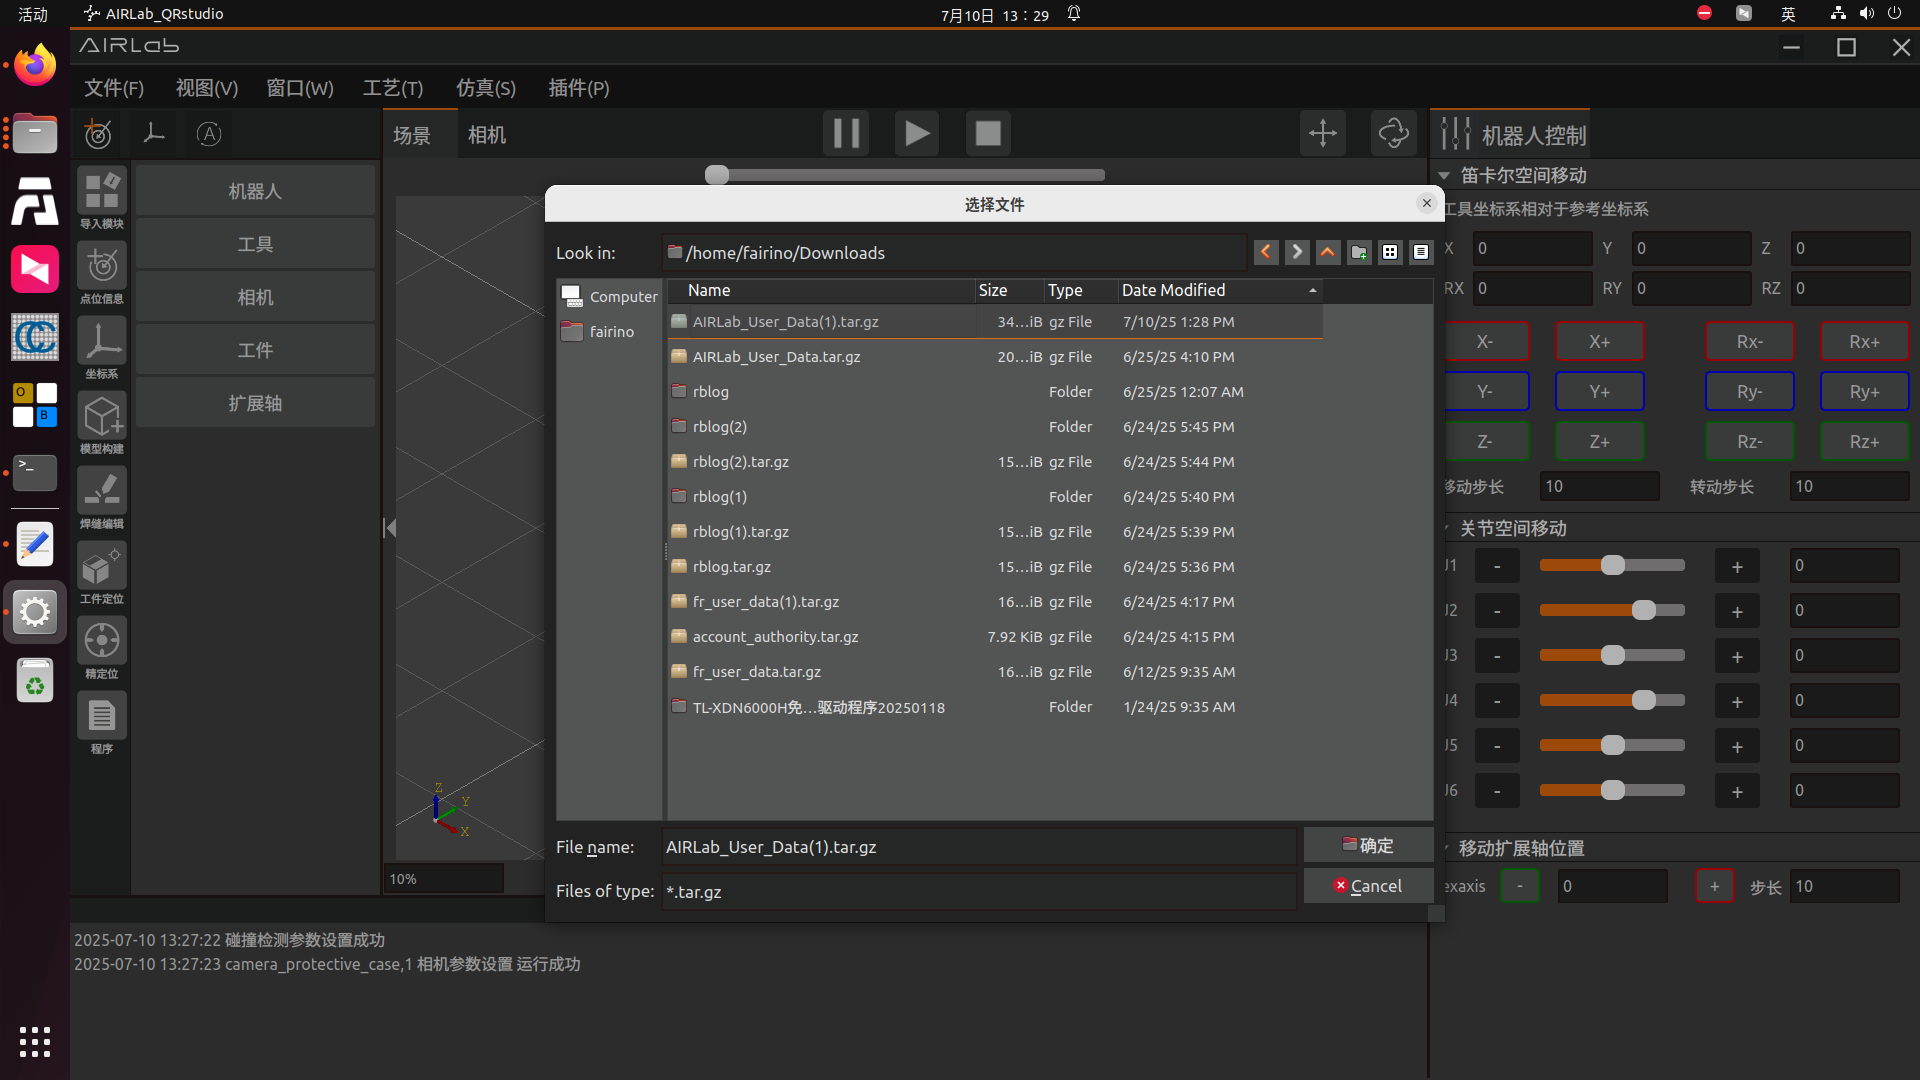 活动
AIRLab_QRstudio
7月10日 13：29
英
AIRLab
文件(F) 视图(V) 窗口(W) 工艺(T) 仿真(S) 插件(P)
A
场景 相机
机器人控制
导入模块
点位信息
坐标系
模型构建
焊缝编辑
工件定位
精定位
程序
机器人
工具
相机
工件
扩展轴
Z
Y
X
10%
选择文件
Look in: /home/fairino/Downloads
Computer
fairino
Name Size Type Date Modified
AIRLab_User_Data(1).tar.gz 34...iB gz File 7/10/25 1:28 PM
AIRLab_User_Data.tar.gz 20...iB gz File 6/25/25 4:10 PM
rblog Folder 6/25/25 12:07 AM
rblog(2) Folder 6/24/25 5:45 PM
rblog(2).tar.gz 15...iB gz File 6/24/25 5:44 PM
rblog(1) Folder 6/24/25 5:40 PM
rblog(1).tar.gz 15...iB gz File 6/24/25 5:39 PM
rblog.tar.gz 15...iB gz File 6/24/25 5:36 PM
fr_user_data(1).tar.gz 16...iB gz File 6/24/25 4:17 PM
account_authority.tar.gz 7.92 KiB gz File 6/24/25 4:15 PM
fr_user_data.tar.gz 16...iB gz File 6/12/25 9:35 AM
TL-XDN6000H免...驱动程序20250118 Folder 1/24/25 9:35 AM
File name: AIRLab_User_Data(1).tar.gz 确定
Files of type: *.tar.gz Cancel
笛卡尔空间移动
工具坐标系相对于参考坐标系
X 0 Y 0 Z 0
RX 0 RY 0 RZ 0
X- X+ Rx- Rx+
Y- Y+ Ry- Ry+
Z- Z+ Rz- Rz+
移动步长 10 转动步长 10
关节空间移动
J1 - + 0
J2 - + 0
J3 - + 0
J4 - + 0
J5 - + 0
J6 - + 0
移动扩展轴位置
exaxis - 0 + 步长 10
2025-07-10 13:27:22 碰撞检测参数设置成功
2025-07-10 13:27:23 camera_protective_case,1 相机参数设置 运行成功